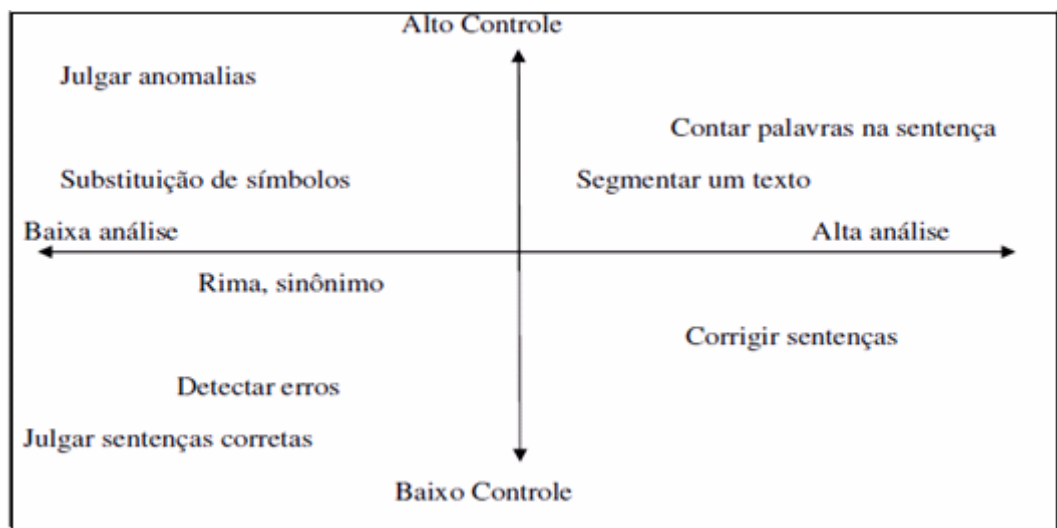 Alto Controle
Julgar anomalias
Contar palavras na sentença
Substituição de símbolos
Segmentar um texto
Baixa análise
Alta análise
Rima, sinônimo
Corrigir sentenças
Detectar erros
Julgar sentenças corretas
Baixo Controle